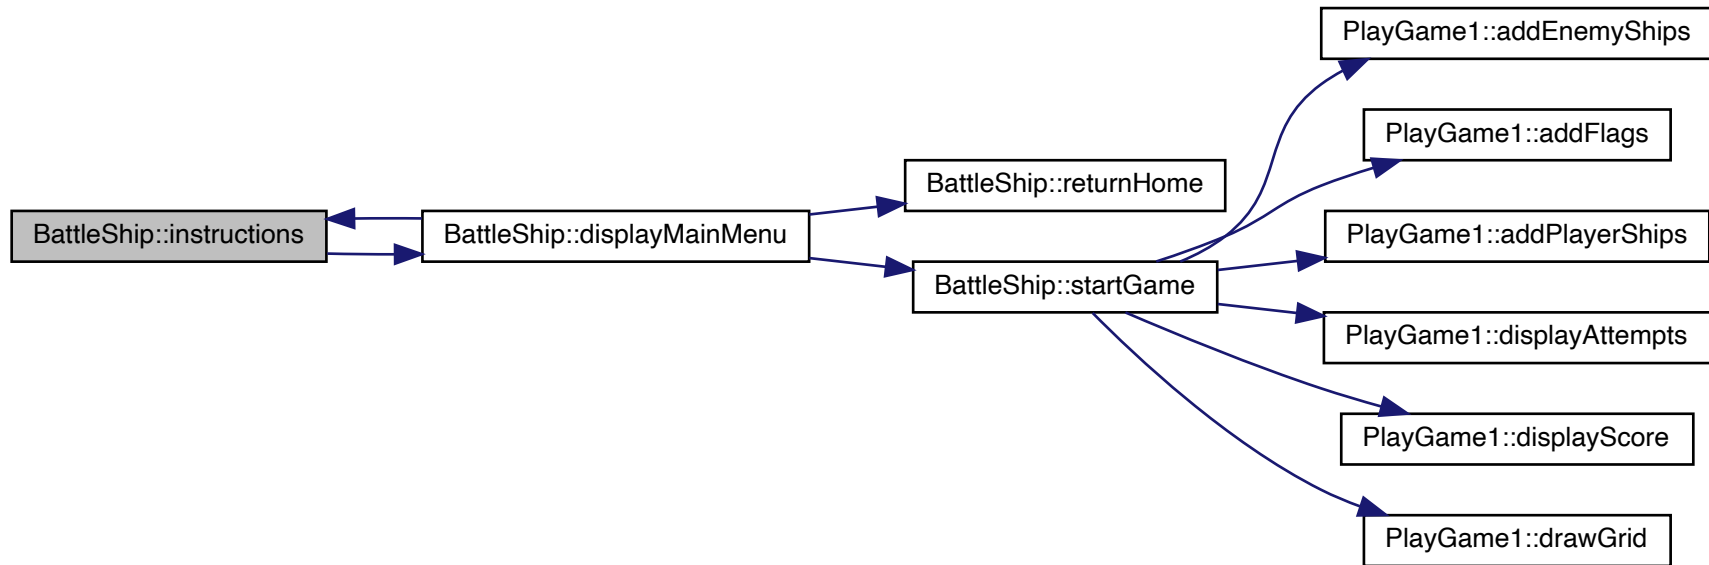 PlayGame1::addEnemyShips
PlayGame1::addFlags
BattleShip::returnHome
BattleShip::instructions
BattleShip::displayMainMenu
PlayGame1::addPlayerShips
BattleShip::startGame
PlayGame1::displayAttempts
PlayGame1::displayScore
PlayGame1::drawGrid